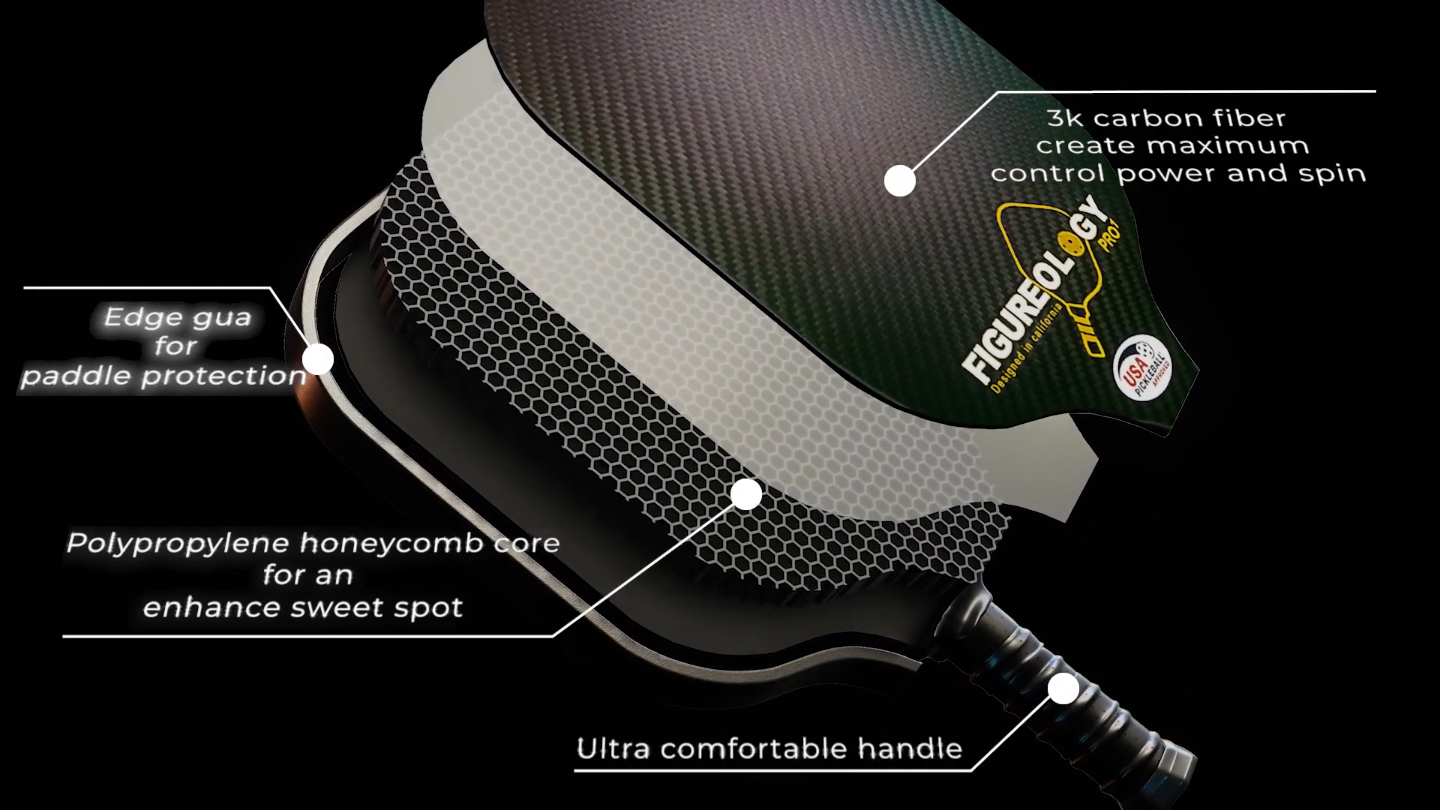 3k carbon fiber
create maximum
control power and spin
FIGUREOLOGY
PRO1
Designed in california
USA
PICKLEBALL
APPROVED
Edge gua
for
paddle protection
Polypropylene honeycomb core
for an
enhance sweet spot
Ultra comfortable handle